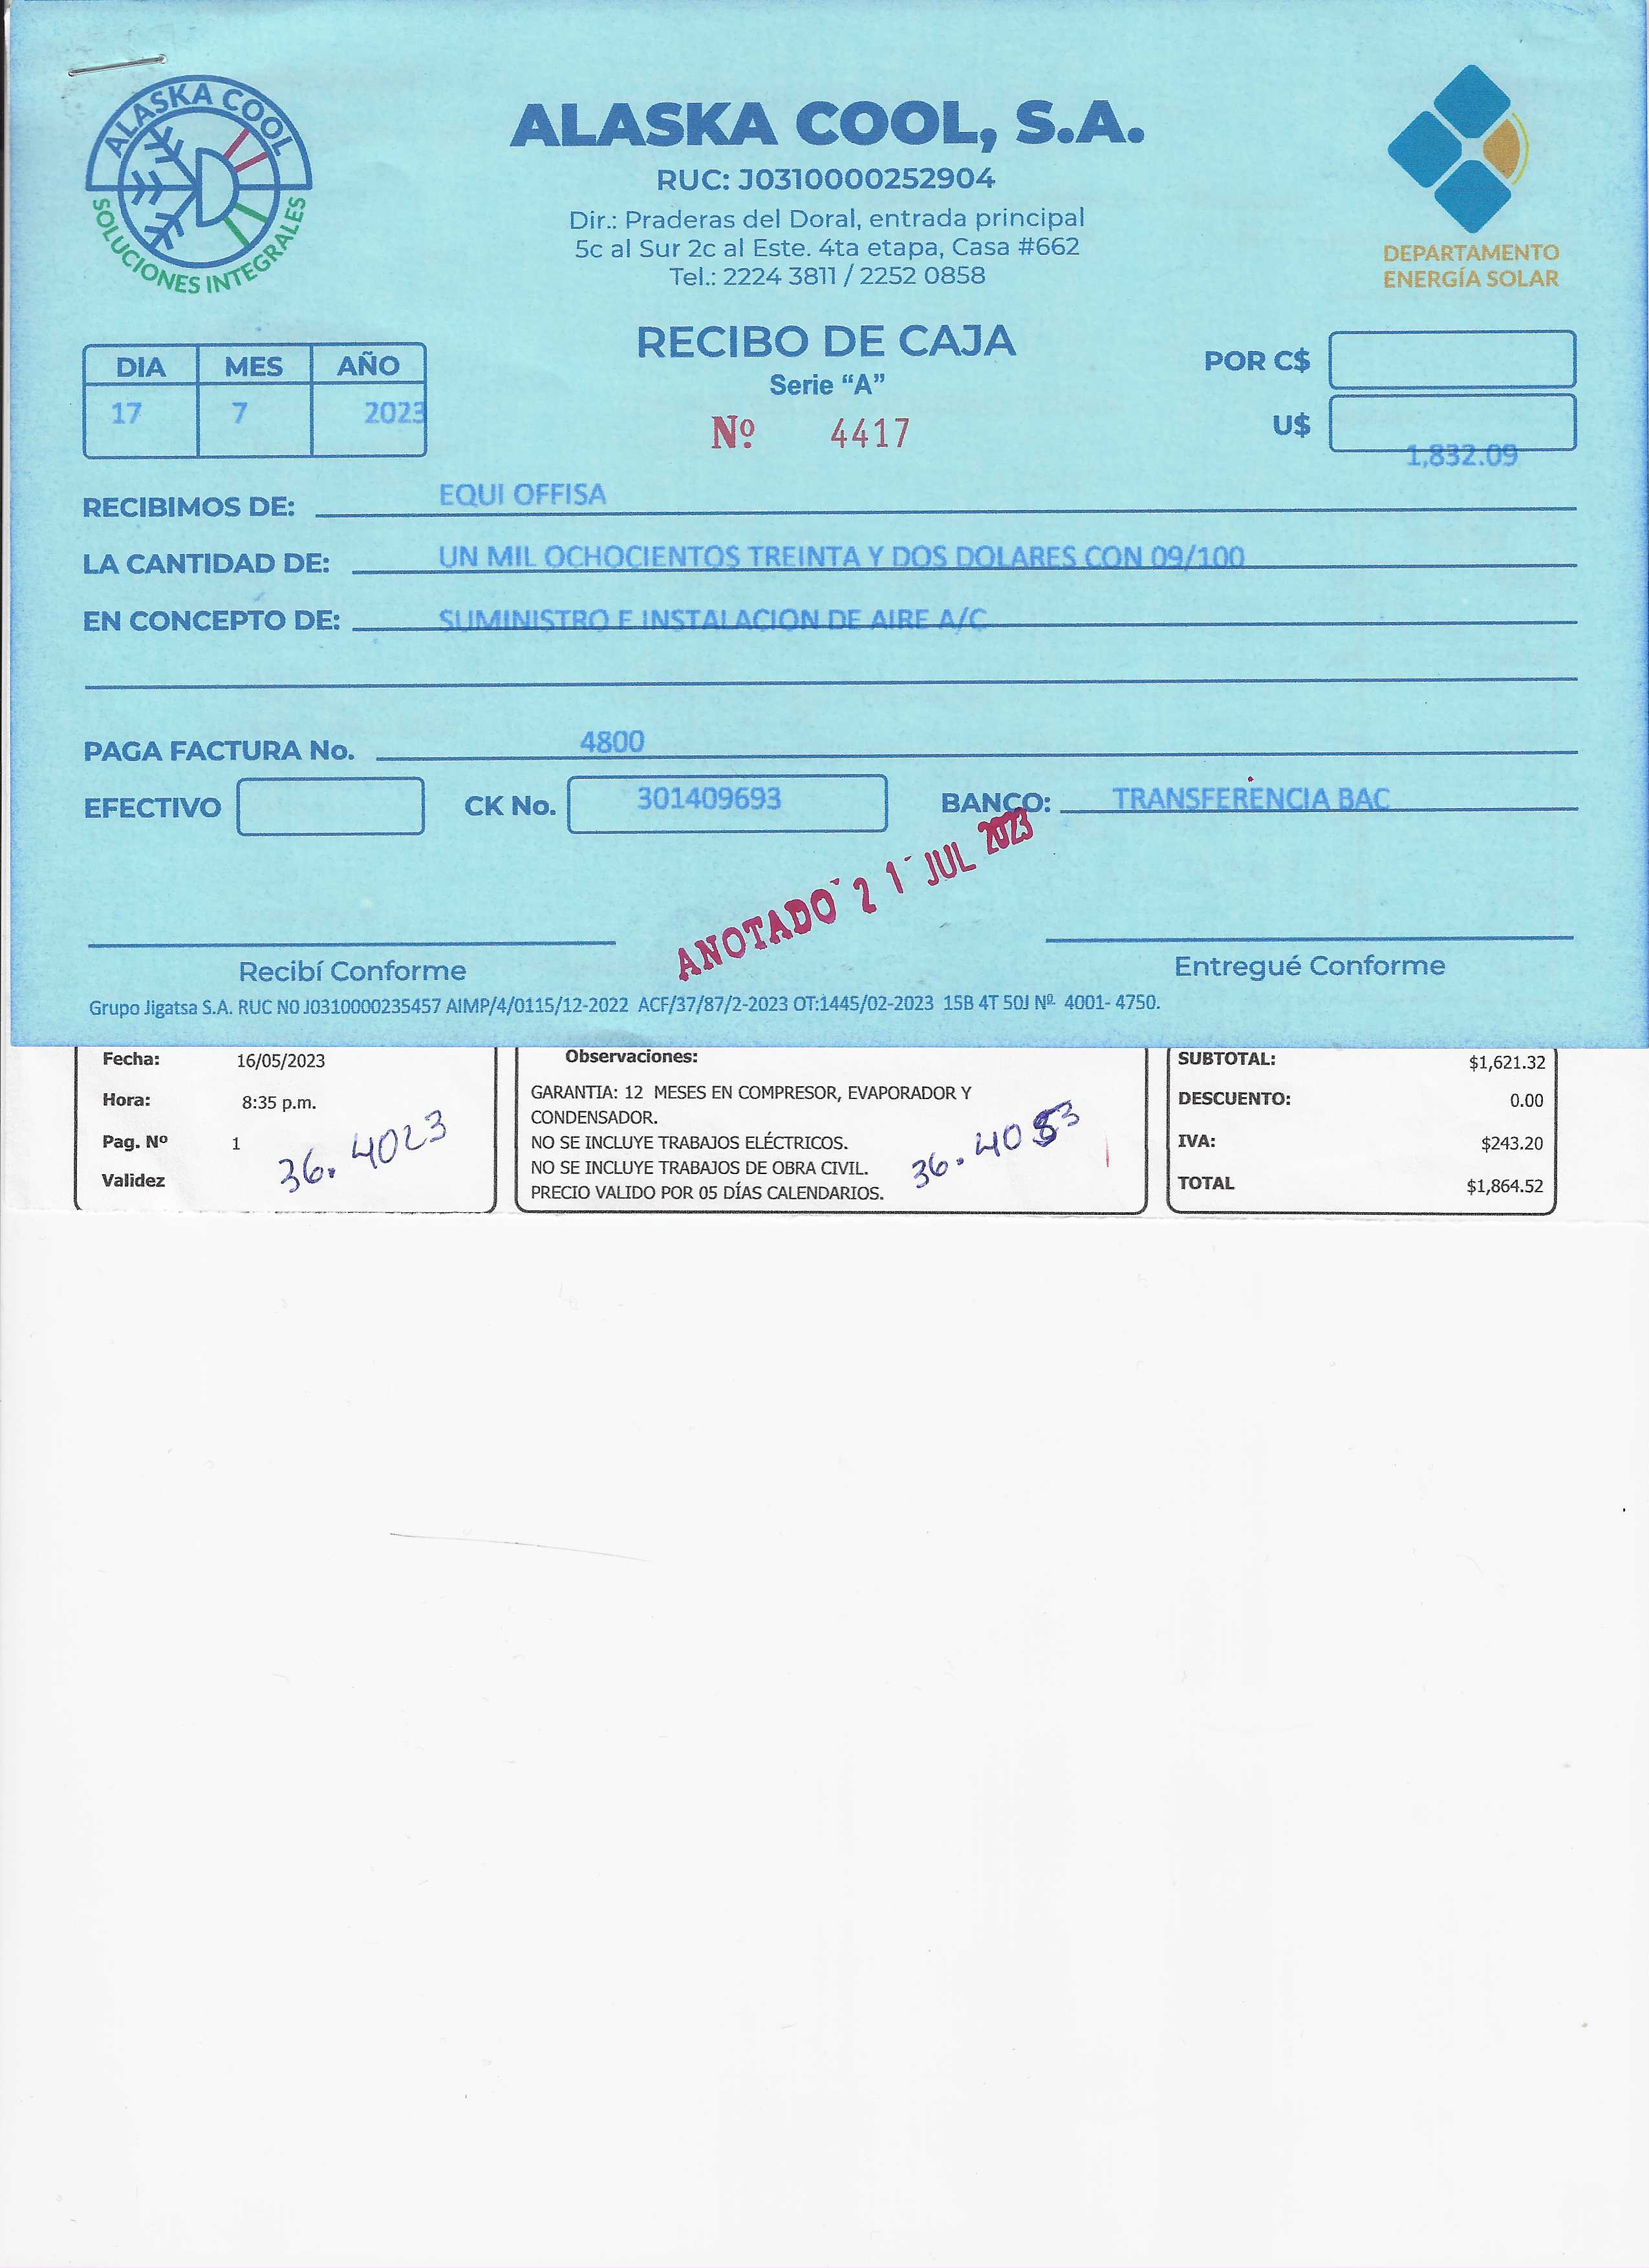 ALASKA COOL
SOLUCIONES INTEGRALES
ALASKA COOL, S.A.
RUC: J0310000252904
Dir.: Praderas del Doral, entrada principal
5c al Sur 2c al Este. 4ta etapa, Casa #662
Tel.: 2224 3811 / 2252 0858
DEPARTAMENTO
ENERGÍA SOLAR
RECIBO DE CAJA
Serie “A”
Nº 4417
DIA MES AÑO
17 7 2023
POR C$
U$ 1,832.09
RECIBIMOS DE: EQUI OFFISA
LA CANTIDAD DE: UN MIL OCHOCIENTOS TREINTA Y DOS DOLARES CON 09/100
EN CONCEPTO DE: SUMINISTRO E INSTALACION DE AIRE A/C
PAGA FACTURA No. 4800
EFECTIVO CK No. 301409693 BANCO: TRANSFERENCIA BAC
ANOTADO 21 JUL 2023
Recibí Conforme Entregué Conforme
Grupo Jigatsa S.A. RUC N0 J0310000235457 AIMP/4/0115/12-2022 ACF/37/87/2-2023 OT:1445/02-2023 15B 4T 50J Nº 4001- 4750.
Fecha: 16/05/2023
Hora: 8:35 p.m.
Pag. Nº 1
Validez
36. 4023
Observaciones:
GARANTIA: 12 MESES EN COMPRESOR, EVAPORADOR Y
CONDENSADOR.
NO SE INCLUYE TRABAJOS ELÉCTRICOS.
NO SE INCLUYE TRABAJOS DE OBRA CIVIL.
PRECIO VALIDO POR 05 DÍAS CALENDARIOS.
SUBTOTAL: $1,621.32
DESCUENTO: 0.00
IVA: $243.20
TOTAL $1,864.52